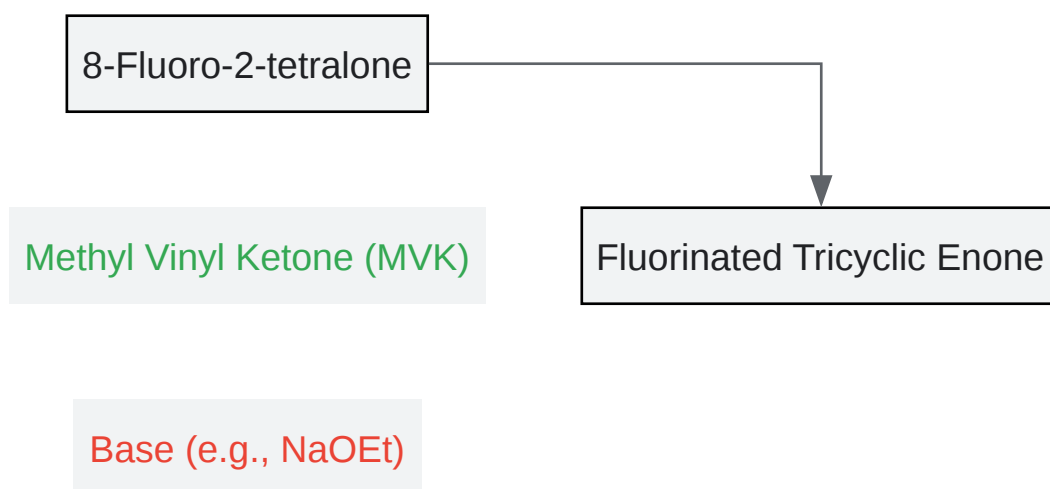 8-Fluoro-2-tetralone
Methyl Vinyl Ketone (MVK)
Fluorinated Tricyclic Enone
Base (e.g., NaOEt)